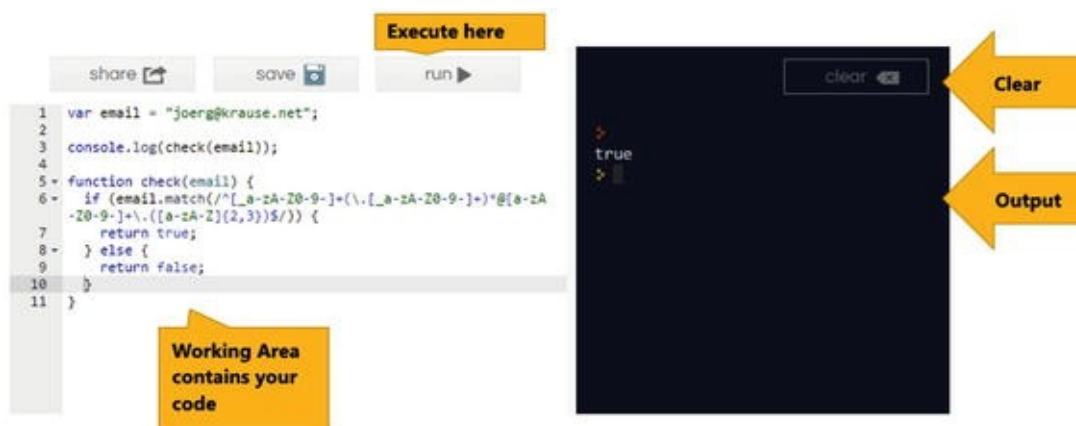 Execute here
share
save
run
clear
Clear
1 var email = "joerg@krause.net";
2
3 console.log(check(email));
4
5 function check(email) {
6 if (email.match(/^[_a-zA-Z0-9-]+(\.[_a-zA-Z0-9-]+)*@[a-zA
-Z0-9-]+\.([a-zA-Z]{2,3})$/)) {
7 return true;
8 } else {
9 return false;
10 }
11 }
true
Output
Working Area
contains your
code